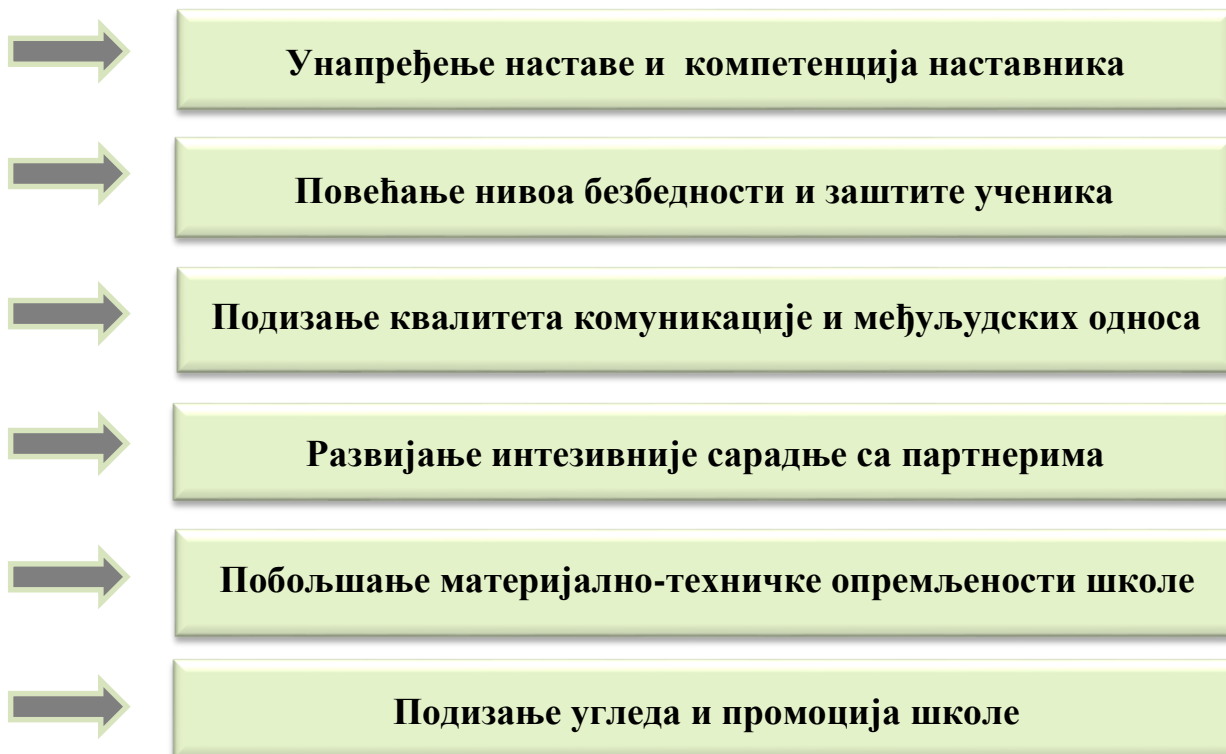 Унапређење наставе и компетенција наставника
Повећање нивоа безбедности и заштите ученика
Подизање квалитета комуникације и међуљудских односа
Развијање интезивније сарадње са партнерима
Побољшање материјално-техничке опремљености школе
Подизање угледа и промоција школе